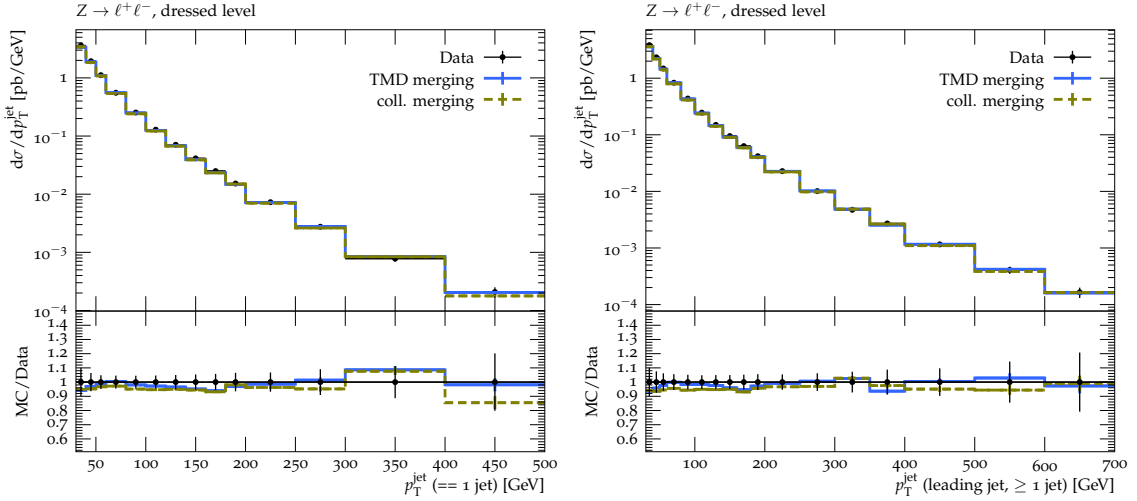 Z → ℓ⁺ℓ⁻, dressed level
dσ/dp_T^jet [pb/GeV]
1
10⁻¹
10⁻²
10⁻³
10⁻⁴
Data
TMD merging
coll. merging
MC/Data
1.4
1.3
1.2
1.1
1
0.9
0.8
0.7
0.6
50 100 150 200 250 300 350 400 450 500
p_T^jet (== 1 jet) [GeV]
Z → ℓ⁺ℓ⁻, dressed level
dσ/dp_T^jet [pb/GeV]
1
10⁻¹
10⁻²
10⁻³
10⁻⁴
Data
TMD merging
coll. merging
MC/Data
1.4
1.3
1.2
1.1
1
0.9
0.8
0.7
0.6
100 200 300 400 500 600 700
p_T^jet (leading jet, ≥ 1 jet) [GeV]